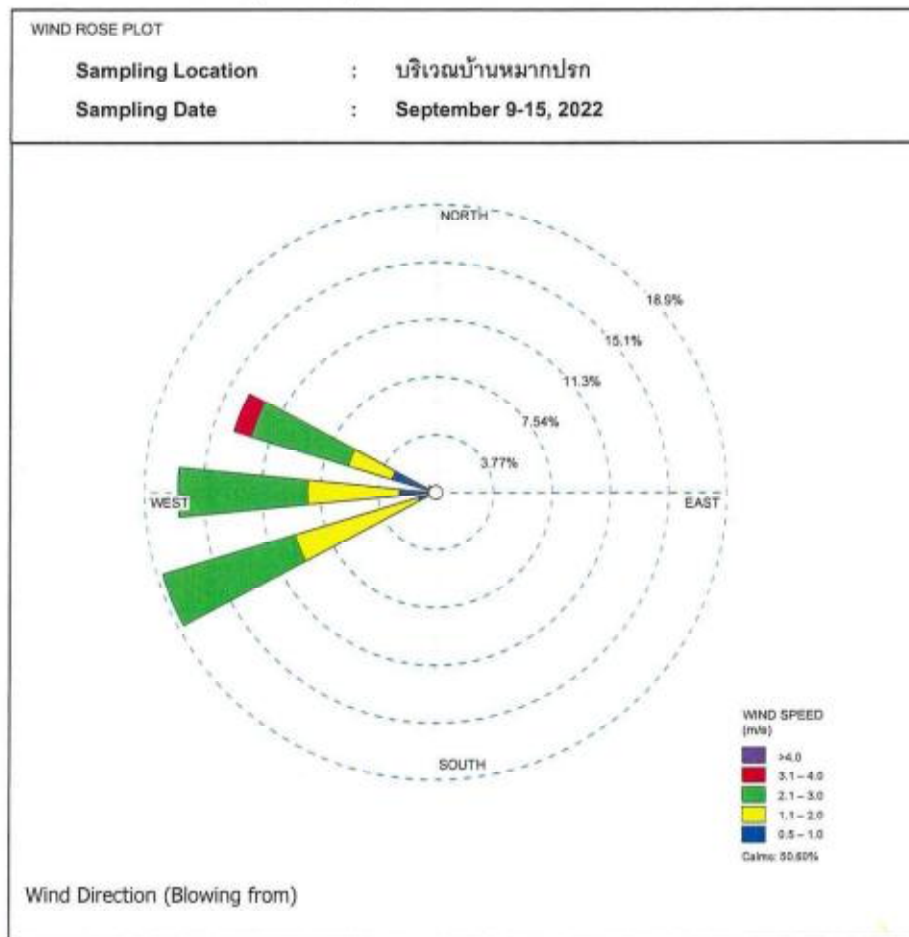 WIND ROSE PLOT
Sampling Location : บริเวณบ้านหมากปรก
Sampling Date : September 9-15, 2022
NORTH
18.9%
15.1%
11.3%
7.54%
3.77%
WEST
EAST
SOUTH
WIND SPEED
(m/s)
>4.0
3.1 – 4.0
2.1 – 3.0
1.1 – 2.0
0.5 – 1.0
Calms: 50.60%
Wind Direction (Blowing from)